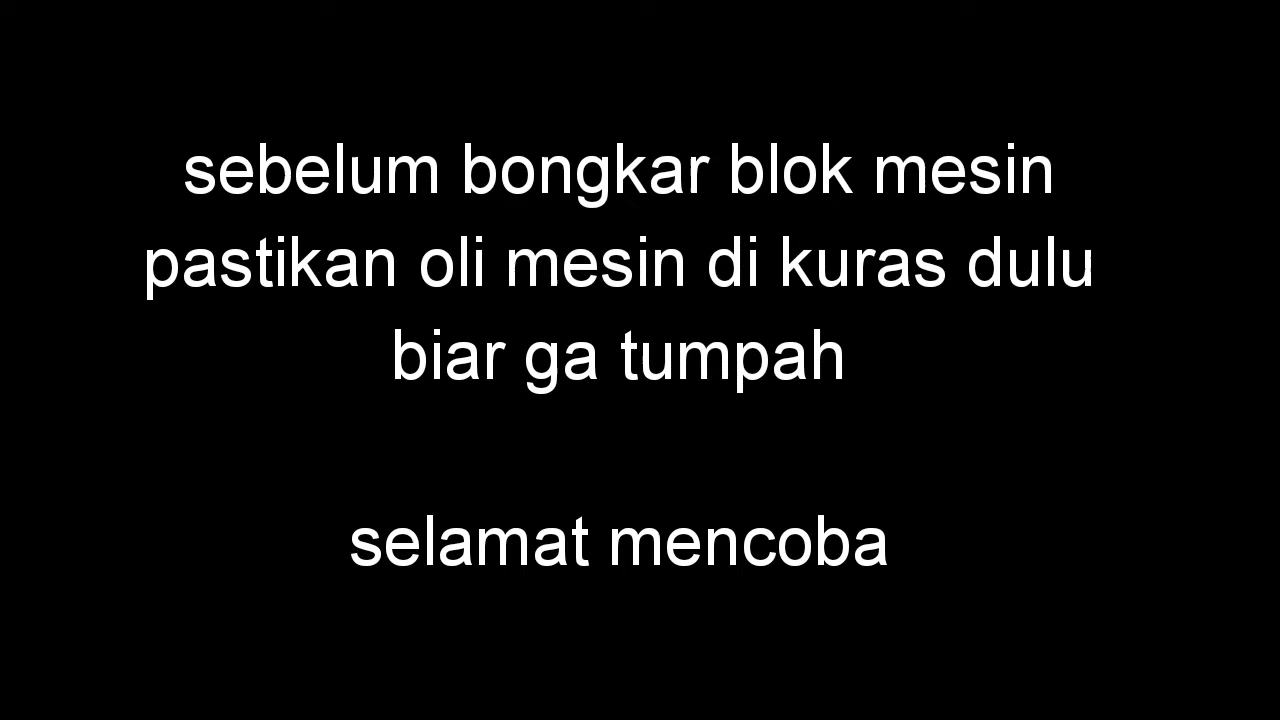 sebelum bongkar blok mesin
pastikan oli mesin di kuras dulu
biar ga tumpah
selamat mencoba